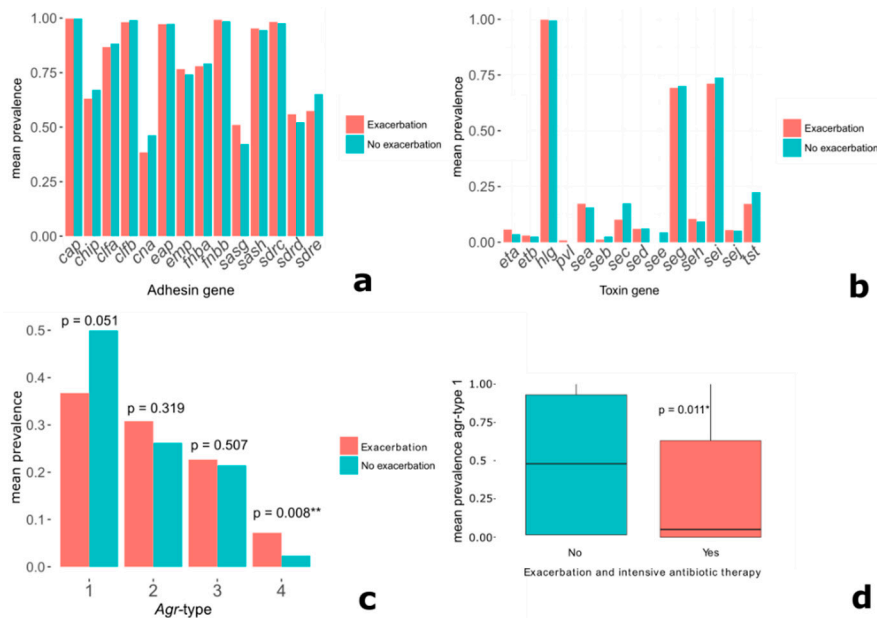 1.00
0.75
0.50
0.25
0.00
mean prevalence
cap
chip
clfa
clfb
cna
eap
emp
fnba
fnbb
sasg
sash
sdrc
sdrd
sdre
Adhesin gene
Exacerbation
No exacerbation
a
1.00
0.75
0.50
0.25
0.00
mean prevalence
eta
etb
hlg
pvl
sea
seb
sec
sed
see
seg
seh
sei
sej
tst
Toxin gene
Exacerbation
No exacerbation
b
0.5
0.4
0.3
0.2
0.1
0.0
mean prevalence
p = 0.051
p = 0.319
p = 0.507
p = 0.008**
1 2 3 4
Agr-type
Exacerbation
No exacerbation
c
1.00
0.75
0.5
0.25
0.00
mean prevalence agr-type 1
p = 0.011*
No Yes
Exacerbation and intensive antibiotic therapy
d